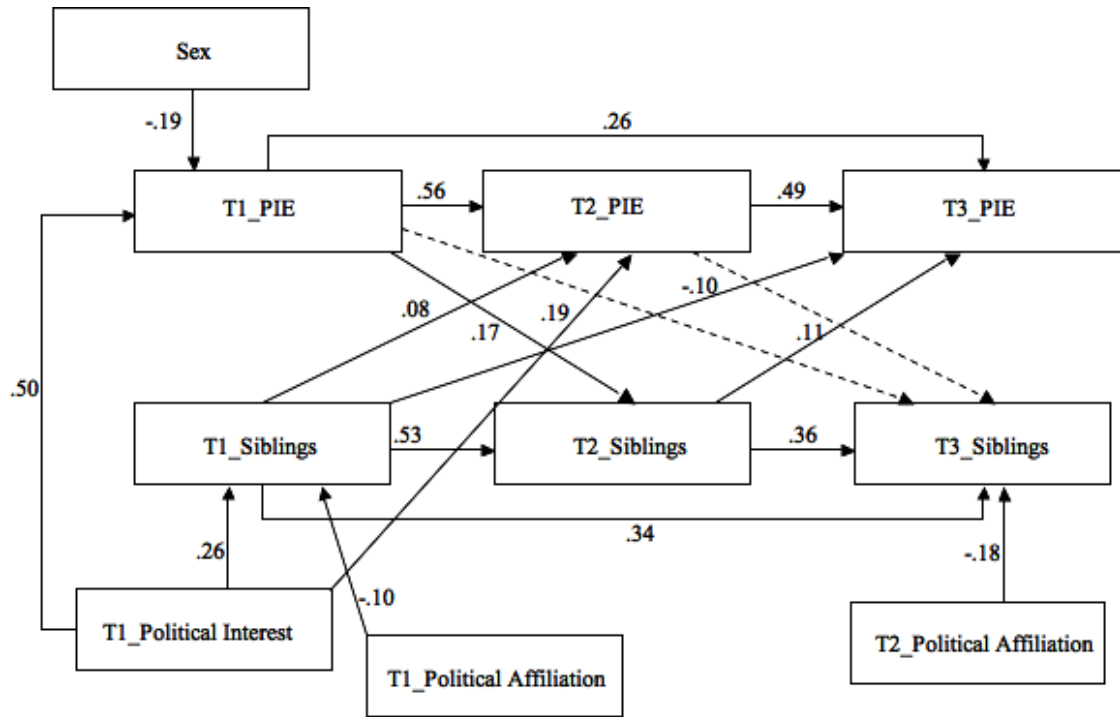 Sex
-.19
.26
T1_PIE
.56
T2_PIE
.49
T3_PIE
.08
.17
.19
-.10
.11
.50
T1_Siblings
.53
T2_Siblings
.36
T3_Siblings
.34
.26
-.10
-.18
T1_Political Interest
T1_Political Affiliation
T2_Political Affiliation